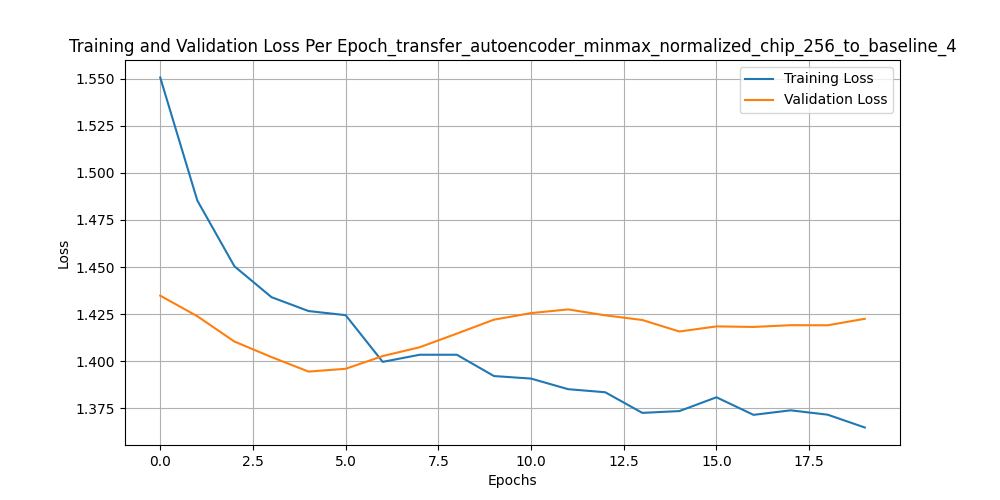 Training and Validation Loss Per Epoch_transfer_autoencoder_minmax_normalized_chip_256_to_baseline_4
Training Loss
Validation Loss
1.550
1.525
1.500
1.475
1.450
1.425
1.400
1.375
Loss
0.0 2.5 5.0 7.5 10.0 12.5 15.0 17.5
Epochs